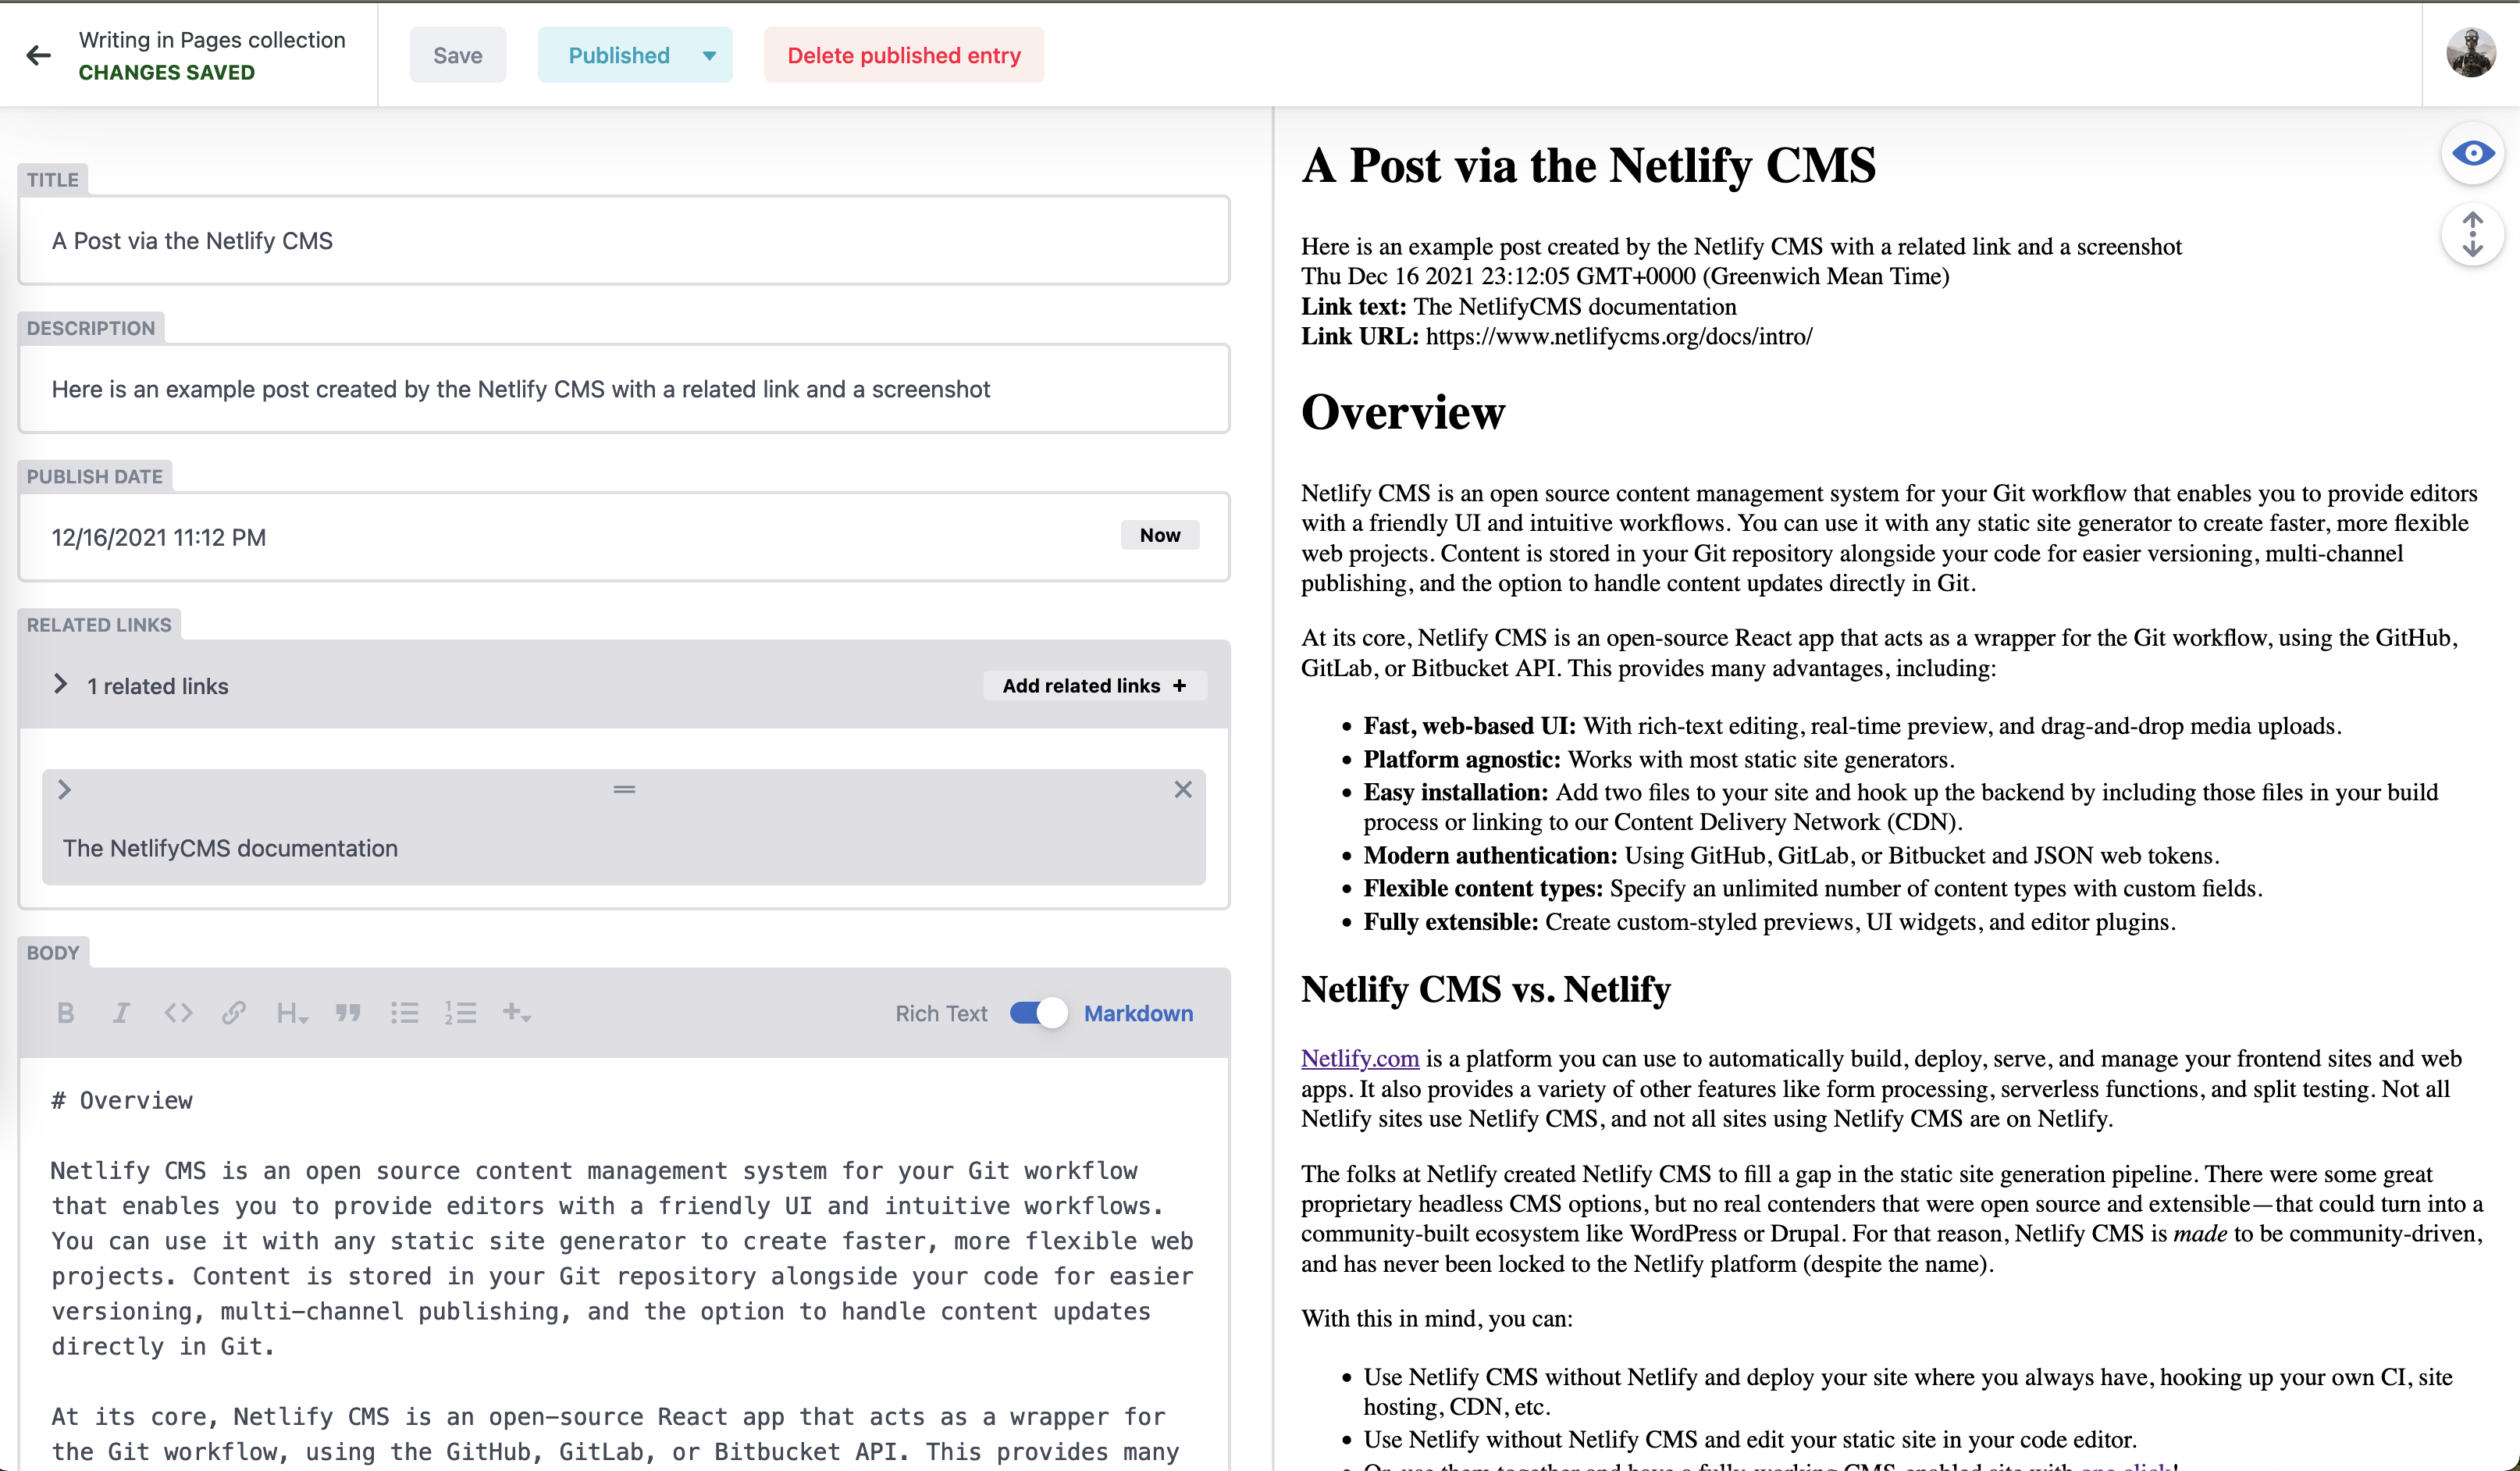 Writing in Pages collection
CHANGES SAVED
Save
Published
Delete published entry
TITLE
A Post via the Netlify CMS
DESCRIPTION
Here is an example post created by the Netlify CMS with a related link and a screenshot
PUBLISH DATE
12/16/2021 11:12 PM
Now
RELATED LINKS
1 related links
Add related links +
The NetlifyCMS documentation
BODY
Rich Text
Markdown
# Overview
Netlify CMS is an open source content management system for your Git workflow
that enables you to provide editors with a friendly UI and intuitive workflows.
You can use it with any static site generator to create faster, more flexible web
projects. Content is stored in your Git repository alongside your code for easier
versioning, multi-channel publishing, and the option to handle content updates
directly in Git.
At its core, Netlify CMS is an open-source React app that acts as a wrapper for
the Git workflow, using the GitHub, GitLab, or Bitbucket API. This provides many
A Post via the Netlify CMS
Here is an example post created by the Netlify CMS with a related link and a screenshot
Thu Dec 16 2021 23:12:05 GMT+0000 (Greenwich Mean Time)
Link text: The NetlifyCMS documentation
Link URL: https://www.netlifycms.org/docs/intro/
Overview
Netlify CMS is an open source content management system for your Git workflow that enables you to provide editors
with a friendly UI and intuitive workflows. You can use it with any static site generator to create faster, more flexible
web projects. Content is stored in your Git repository alongside your code for easier versioning, multi-channel
publishing, and the option to handle content updates directly in Git.
At its core, Netlify CMS is an open-source React app that acts as a wrapper for the Git workflow, using the GitHub,
GitLab, or Bitbucket API. This provides many advantages, including:
• Fast, web-based UI: With rich-text editing, real-time preview, and drag-and-drop media uploads.
• Platform agnostic: Works with most static site generators.
• Easy installation: Add two files to your site and hook up the backend by including those files in your build
process or linking to our Content Delivery Network (CDN).
• Modern authentication: Using GitHub, GitLab, or Bitbucket and JSON web tokens.
• Flexible content types: Specify an unlimited number of content types with custom fields.
• Fully extensible: Create custom-styled previews, UI widgets, and editor plugins.
Netlify CMS vs. Netlify
Netlify.com is a platform you can use to automatically build, deploy, serve, and manage your frontend sites and web
apps. It also provides a variety of other features like form processing, serverless functions, and split testing. Not all
Netlify sites use Netlify CMS, and not all sites using Netlify CMS are on Netlify.
The folks at Netlify created Netlify CMS to fill a gap in the static site generation pipeline. There were some great
proprietary headless CMS options, but no real contenders that were open source and extensible—that could turn into a
community-built ecosystem like WordPress or Drupal. For that reason, Netlify CMS is made to be community-driven,
and has never been locked to the Netlify platform (despite the name).
With this in mind, you can:
• Use Netlify CMS without Netlify and deploy your site where you always have, hooking up your own CI, site
hosting, CDN, etc.
• Use Netlify without Netlify CMS and edit your static site in your code editor.
• Or, use them together and have a fully-working CMS-enabled site with one click!